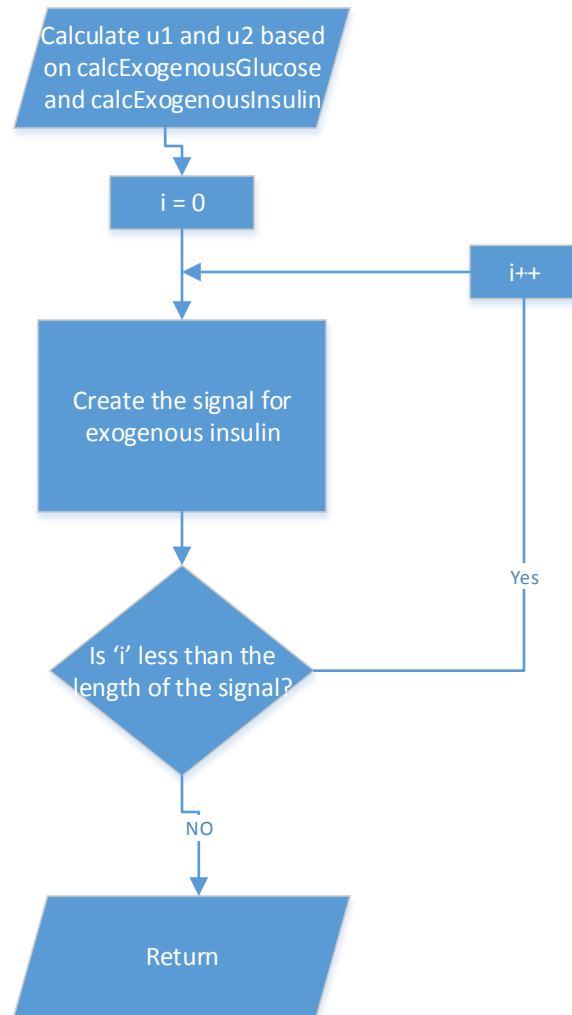 Calculate u1 and u2 based
on calcExogenousGlucose
and calcExogenousInsulin
i = 0
i++
Create the signal for
exogenous insulin
Yes
Is ‘i’ less than the
length of the signal?
NO
Return